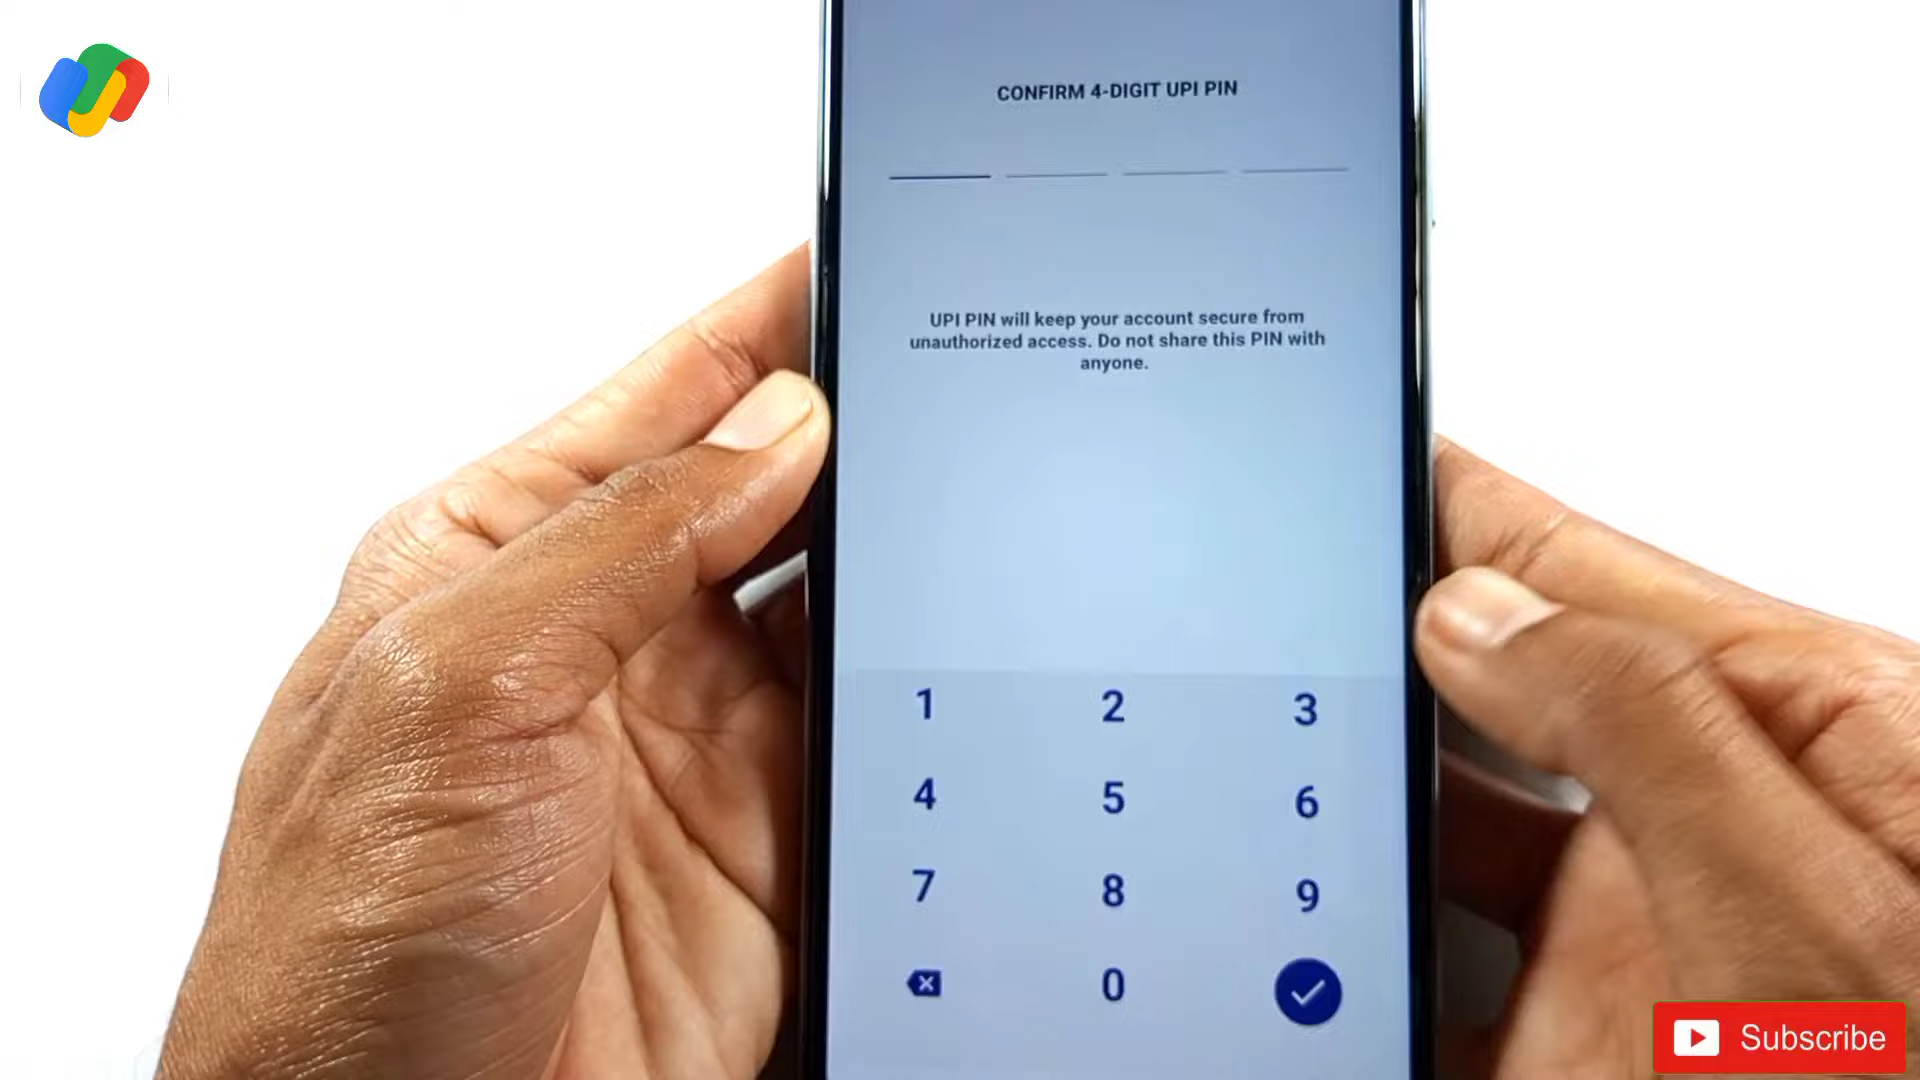 CONFIRM 4-DIGIT UPI PIN
UPI PIN will keep your account secure from
unauthorized access. Do not share this PIN with
anyone.
1 2 3
4 5 6
7 8 9
0
Subscribe